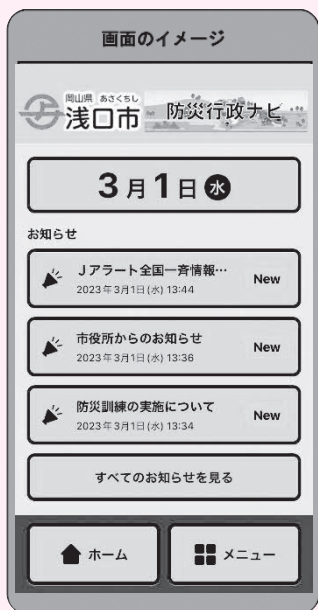 画面のイメージ
岡山県 あさくちし
浅口市 防災行政ナビ
3月1日 水
お知らせ
Jアラート全国一斉情報…
2023年3月1日(水) 13:44
New
市役所からのお知らせ
2023年3月1日(水) 13:36
New
防災訓練の実施について
2023年3月1日(水) 13:34
New
すべてのお知らせを見る
ホーム
メニュー